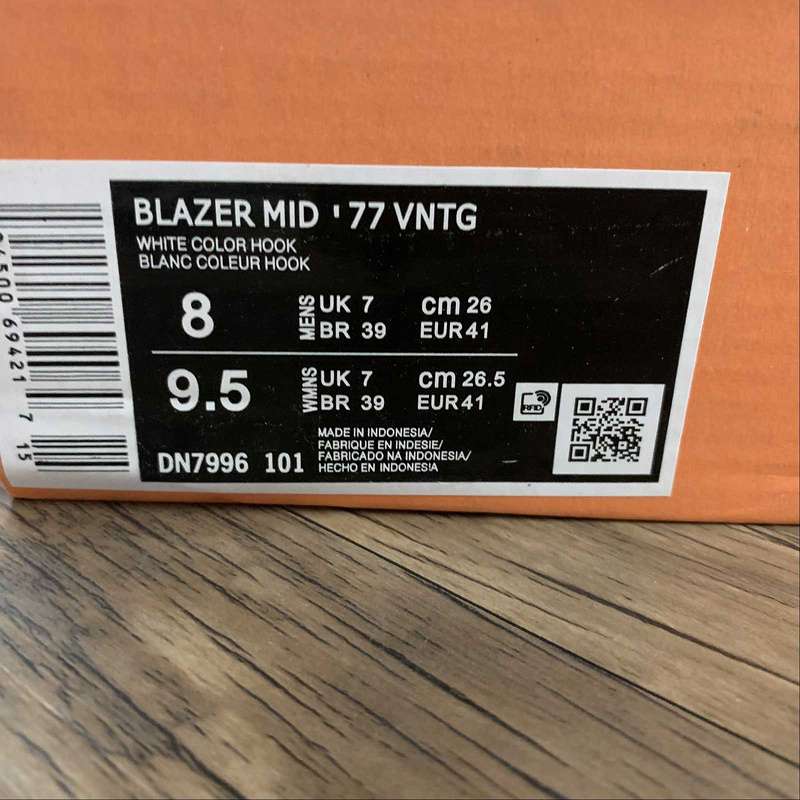 BLAZER MID '77 VNTG
WHITE COLOR HOOK
BLANC COLEUR HOOK
8 MENS UK 7 cm 26
BR 39 EUR 41
9.5 WMNS UK 7 cm 26.5
BR 39 EUR 41
RFID
DN7996 101
MADE IN INDONESIA/
FABRIQUE EN INDESIE/
FABRICADO NA INDONESIA/
HECHO EN INDONESIA
69421 7 15